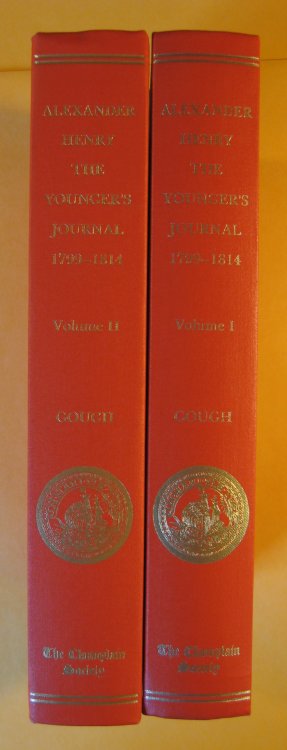 ALEXANDER
HENRY
THE
YOUNGER'S
JOURNAL
1799–1814
Volume II
GOUGH
The Champlain
Society
ALEXANDER
HENRY
THE
YOUNGER'S
JOURNAL
1799–1814
Volume I
GOUGH
The Champlain
Society